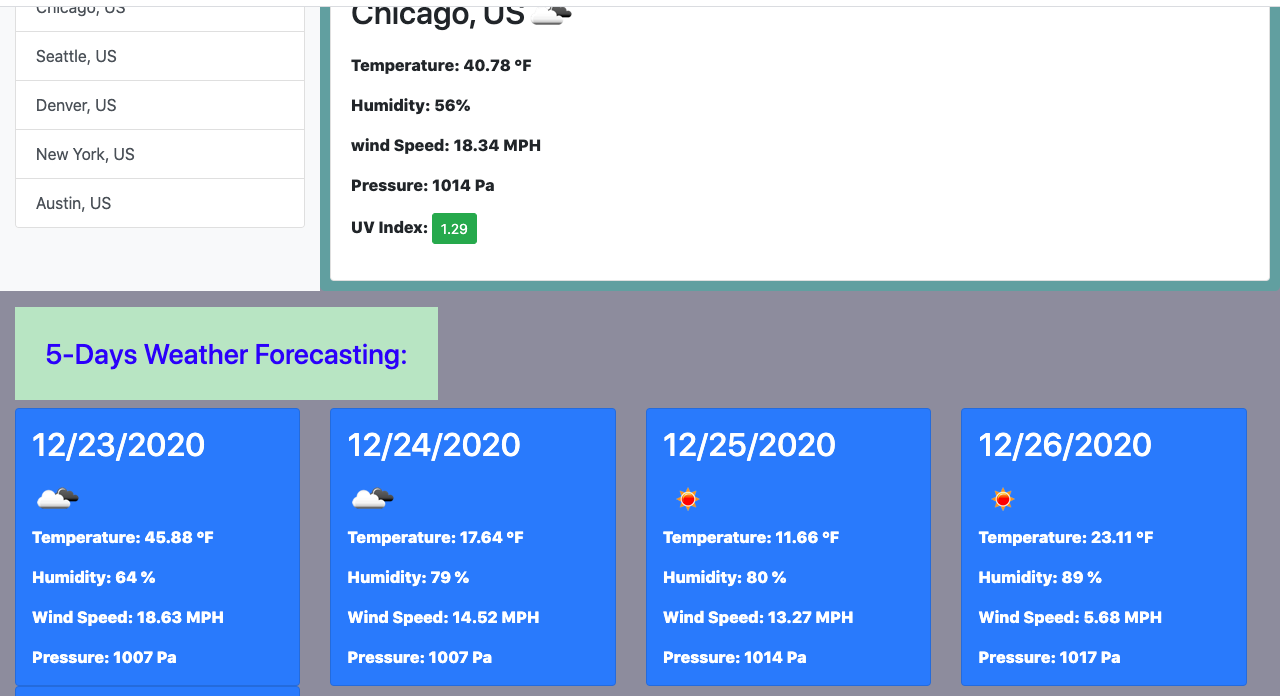 Chicago, US
Seattle, US
Denver, US
New York, US
Austin, US
Chicago, US
Temperature: 40.78 °F
Humidity: 56%
wind Speed: 18.34 MPH
Pressure: 1014 Pa
UV Index: 1.29
5-Days Weather Forecasting:
12/23/2020
Temperature: 45.88 °F
Humidity: 64 %
Wind Speed: 18.63 MPH
Pressure: 1007 Pa
12/24/2020
Temperature: 17.64 °F
Humidity: 79 %
Wind Speed: 14.52 MPH
Pressure: 1007 Pa
12/25/2020
Temperature: 11.66 °F
Humidity: 80 %
Wind Speed: 13.27 MPH
Pressure: 1014 Pa
12/26/2020
Temperature: 23.11 °F
Humidity: 89 %
Wind Speed: 5.68 MPH
Pressure: 1017 Pa